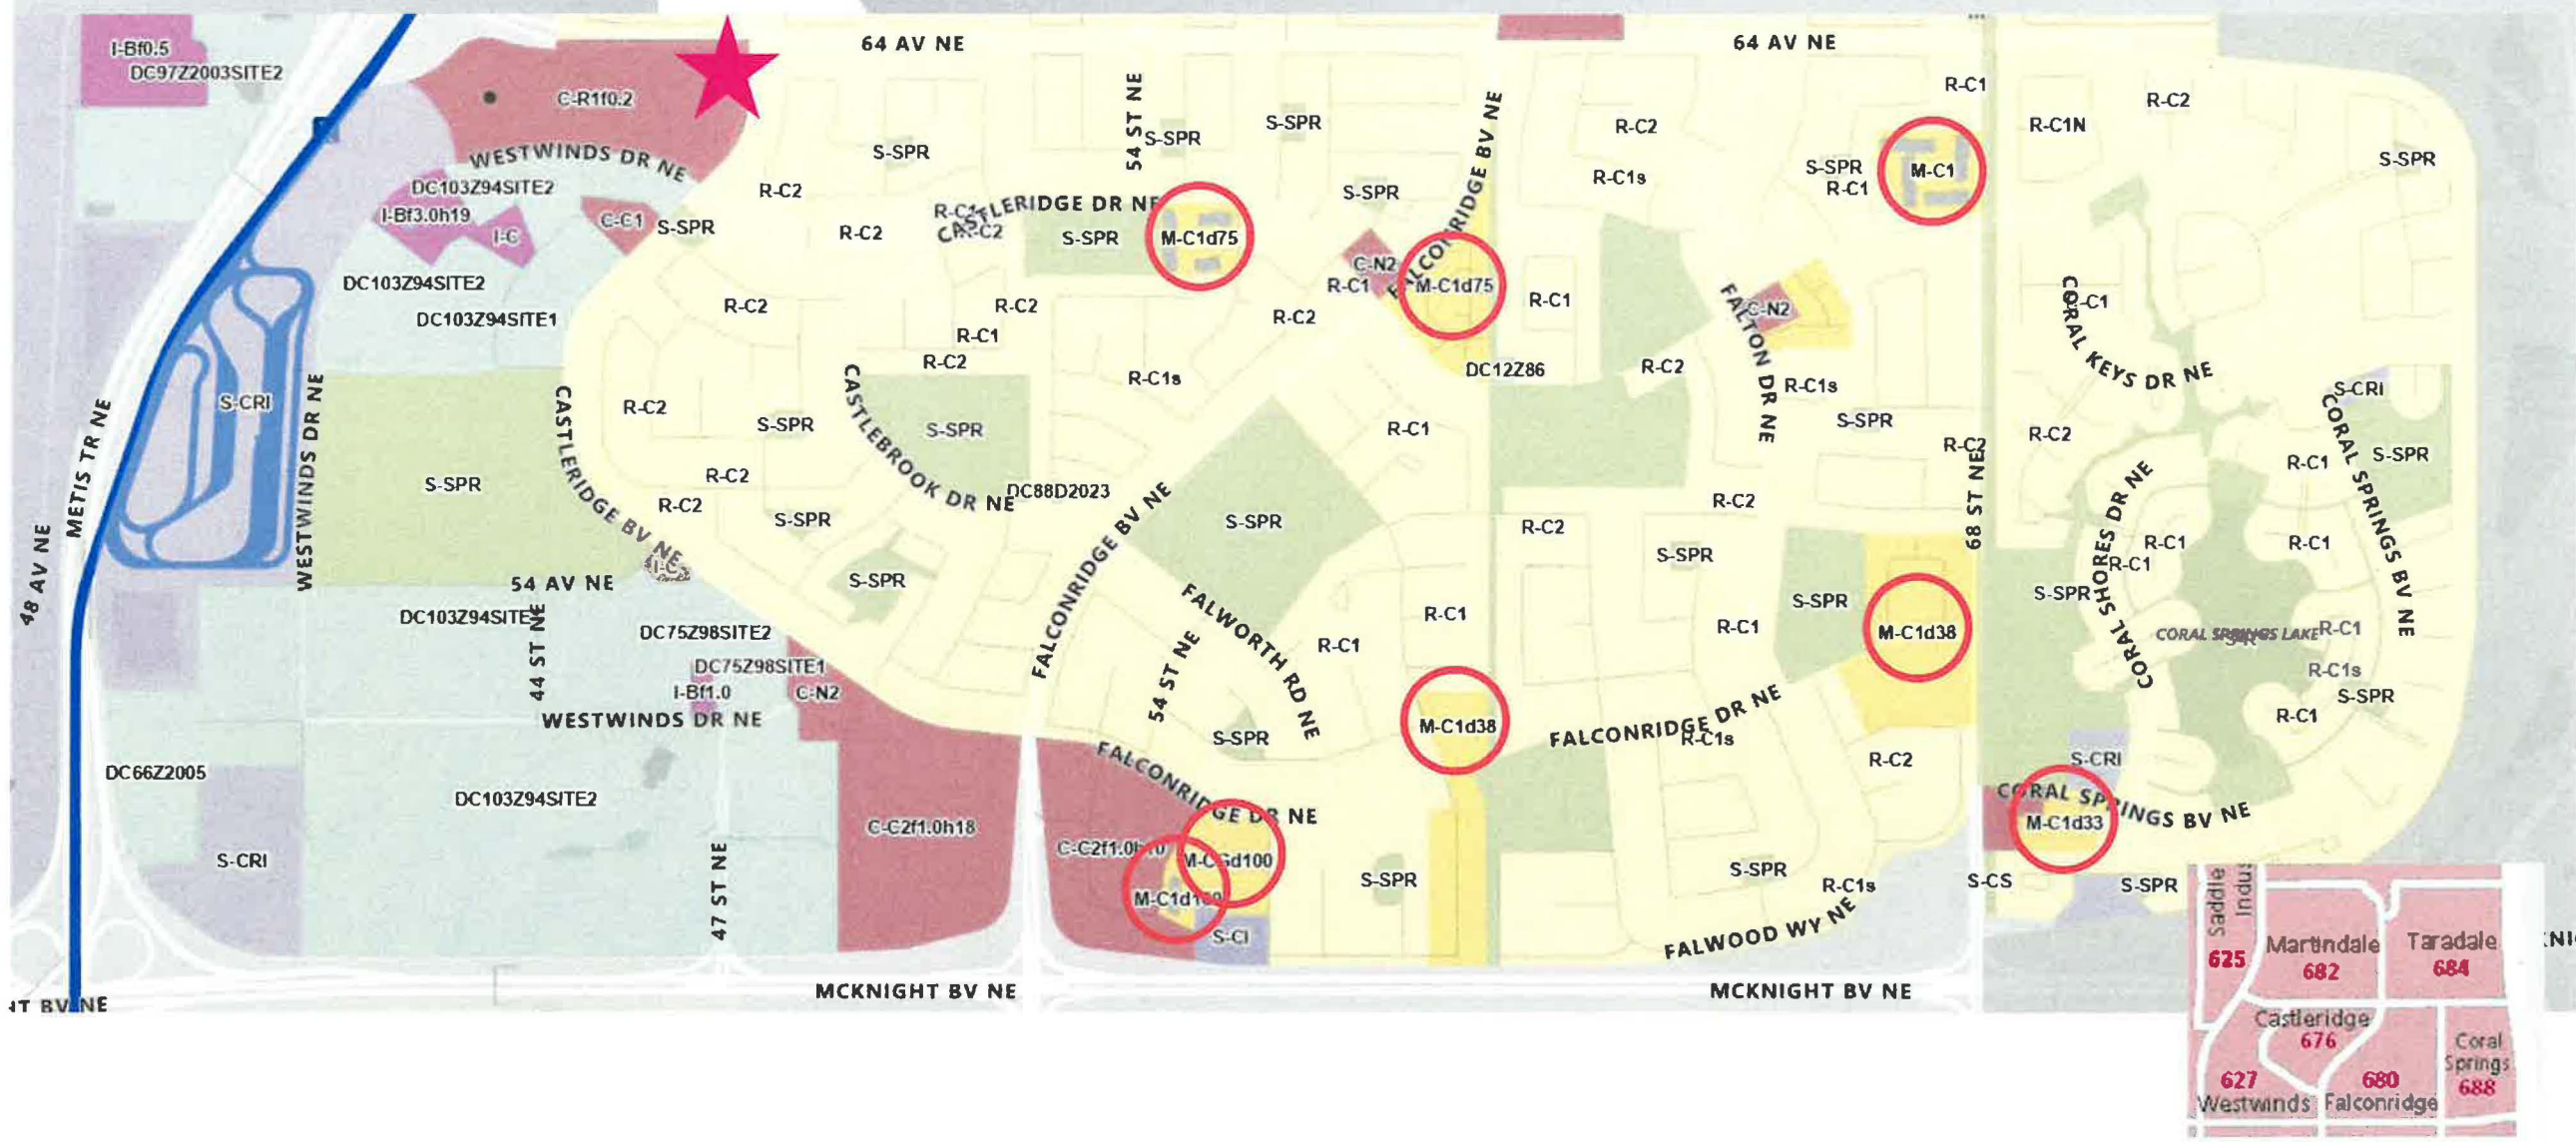 I-Bf0.5
DC97Z2003SITE2
64 AV NE
64 AV NE
C-R1f0.2
R-C1
R-C2
R-C1N
54 ST NE
S-SPR
S-SPR
S-SPR
R-C2
FALCONRIDGE BV NE
S-SPR
WESTWINDS DR NE
S-SPR
R-C1
M-C1
DC103Z94SITE2
R-C2
S-SPR
R-C1s
I-Bf3.0h19
I-C
C-C1
S-SPR
R-C2
CASTLERIDGE DR NE
S-SPR
M-C1d75
C-N2
R-C1
M-C1d75
R-C1
DC103Z94SITE2
DC103Z94SITE1
R-C2
R-C2
R-C1
R-C2
R-C2
C-N2
FALTON DR NE
CORAL KEYS DR NE
R-C1s
DC12Z86
R-C2
R-C1s
S-CRI
METIS TR NE
WESTWINDS DR NE
S-CRI
CASTLERIDGE BV NE
R-C2
S-SPR
CASTLEBROOK DR NE
S-SPR
R-C1
S-SPR
R-C2
R-C2
CORAL SPRINGS BV NE
R-C1
S-SPR
S-SPR
R-C2
R-C2
DC88D2023
S-SPR
FALCONRIDGE BV NE
S-SPR
R-C2
R-C2
68 ST NE
CORAL SHORES DR NE
R-C1
R-C1
R-C1
48 AV NE
54 AV NE
I-C
S-SPR
FALWORTH RD NE
S-SPR
S-SPR
S-SPR
DC103Z94SITE
44 ST NE
DC75Z98SITE2
DC75Z98SITE1
I-Bf1.0
C-N2
R-C1
R-C1
R-C1
M-C1d38
CORAL SPRINGS LAKE
R-C1
R-C1s
S-SPR
R-C1
WESTWINDS DR NE
54 ST NE
S-SPR
M-C1d38
FALCONRIDGE DR NE
R-C1s
R-C2
S-CRI
DC66Z2005
DC103Z94SITE2
FALCONRIDGE DR NE
CORAL SPRINGS BV NE
M-C1d33
C-C2f1.0h18
S-CRI
47 ST NE
S-SPR
S-SPR
R-C1s
S-CS
S-SPR
S-CI
FALWOOD WY NE
MCKNIGHT BV NE
MCKNIGHT BV NE
BV NE
Saddle
Indus
625
Martindale
682
Taradale
684
Castleridge
676
Coral
Springs
688
627
Westwinds
680
Falconridge